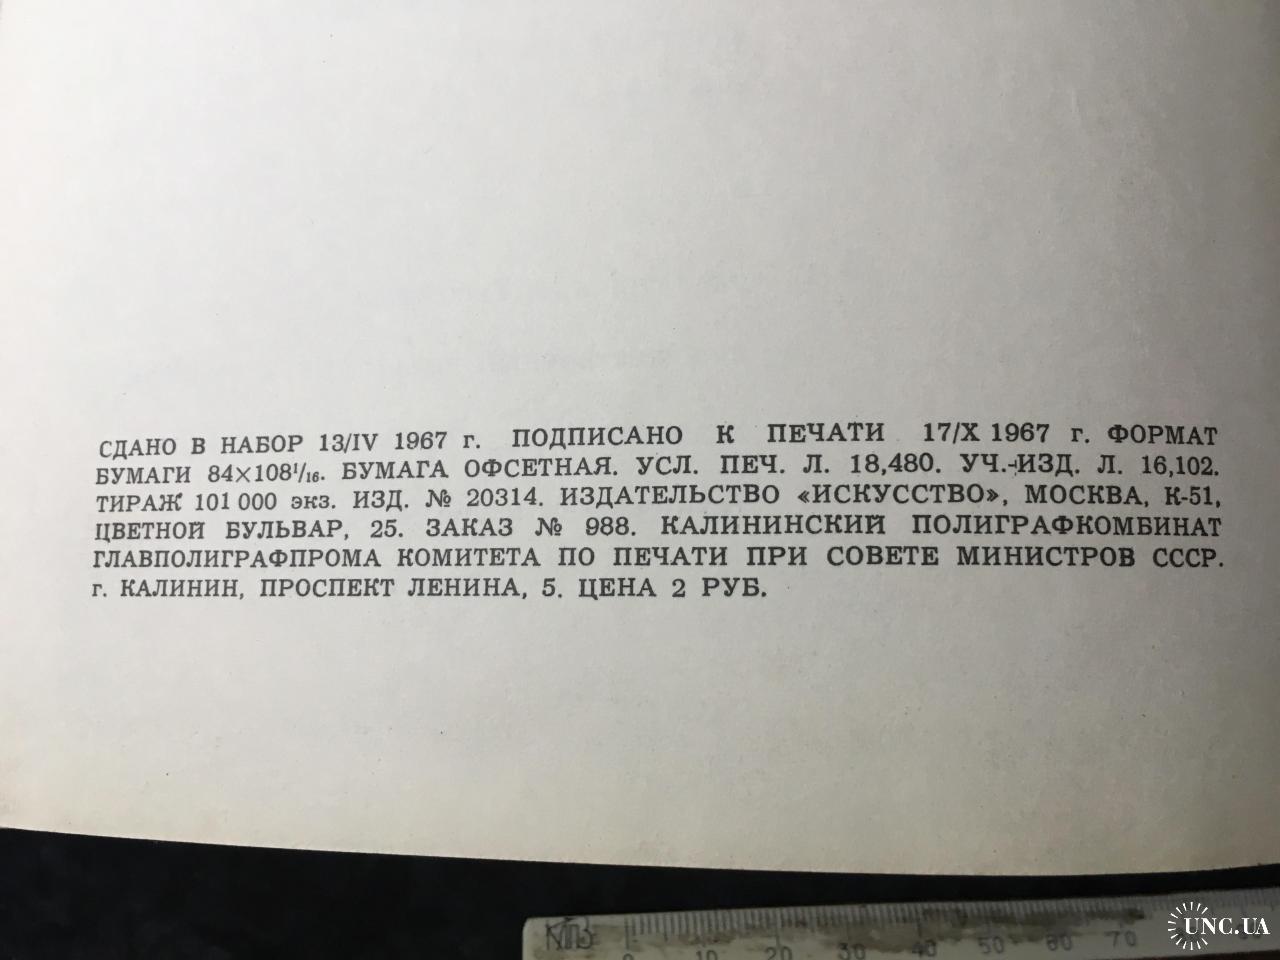 СДАНО В НАБОР 13/IV 1967 г. ПОДПИСАНО К ПЕЧАТИ 17/X 1967 г. ФОРМАТ
БУМАГИ 84×108¹/₁₆. БУМАГА ОФСЕТНАЯ. УСЛ. ПЕЧ. Л. 18,480. УЧ.-ИЗД. Л. 16,102.
ТИРАЖ 101 000 экз. ИЗД. № 20314. ИЗДАТЕЛЬСТВО «ИСКУССТВО», МОСКВА, К-51,
ЦВЕТНОЙ БУЛЬВАР, 25. ЗАКАЗ № 988. КАЛИНИНСКИЙ ПОЛИГРАФКОМБИНАТ
ГЛАВПОЛИГРАФПРОМА КОМИТЕТА ПО ПЕЧАТИ ПРИ СОВЕТЕ МИНИСТРОВ СССР.
г. КАЛИНИН, ПРОСПЕКТ ЛЕНИНА, 5. ЦЕНА 2 РУБ.
0 10 20 30 40 50 60 70
UNC.UA